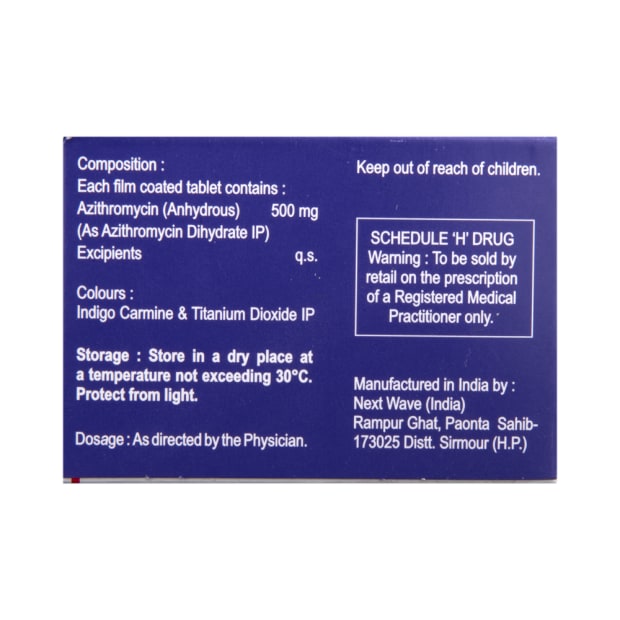 Composition :
Each film coated tablet contains :
Azithromycin (Anhydrous) 500 mg
(As Azithromycin Dihydrate IP)
Excipients q.s.
Colours :
Indigo Carmine & Titanium Dioxide IP
Storage : Store in a dry place at
a temperature not exceeding 30°C.
Protect from light.
Dosage : As directed by the Physician.
Keep out of reach of children.
SCHEDULE 'H' DRUG
Warning : To be sold by
retail on the prescription
of a Registered Medical
Practitioner only.
Manufactured in India by :
Next Wave (India)
Rampur Ghat, Paonta Sahib-
173025 Distt. Sirmour (H.P.)